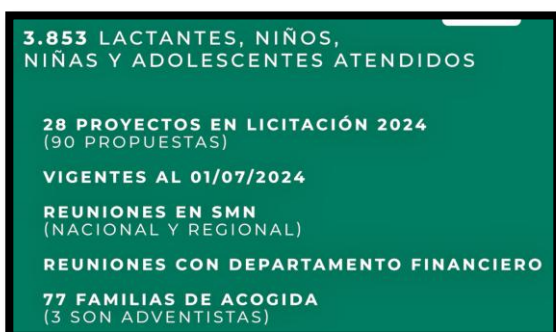 3.853 LACTANTES, NIÑOS,
NIÑAS Y ADOLESCENTES ATENDIDOS
28 PROYECTOS EN LICITACIÓN 2024
(90 PROPUESTAS)
VIGENTES AL 01/07/2024
REUNIONES EN SMN
(NACIONAL Y REGIONAL)
REUNIONES CON DEPARTAMENTO FINANCIERO
77 FAMILIAS DE ACOGIDA
(3 SON ADVENTISTAS)